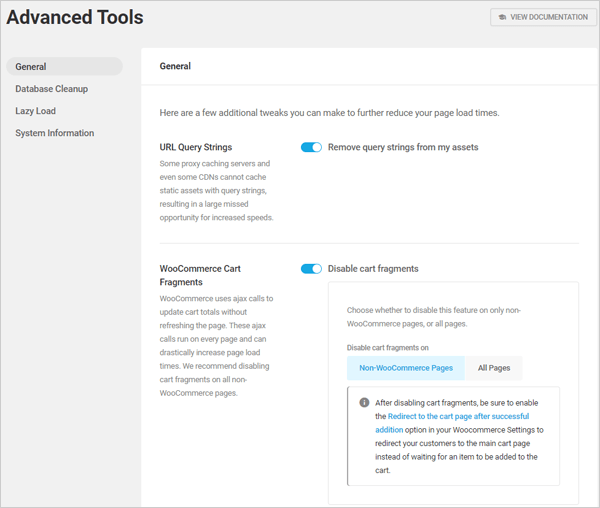 Advanced Tools
VIEW DOCUMENTATION
General
Database Cleanup
Lazy Load
System Information
General
Here are a few additional tweaks you can make to further reduce your page load times.
URL Query Strings
Some proxy caching servers and
even some CDNs cannot cache
static assets with query strings,
resulting in a large missed
opportunity for increased speeds.
Remove query strings from my assets
WooCommerce Cart
Fragments
WooCommerce uses ajax calls to
update cart totals without
refreshing the page. These ajax
calls run on every page and can
drastically increase page load
times. We recommend disabling
cart fragments on all non-
WooCommerce pages.
Disable cart fragments
Choose whether to disable this feature on only non-
WooCommerce pages, or all pages.
Disable cart fragments on
Non-WooCommerce Pages
All Pages
After disabling cart fragments, be sure to enable
the Redirect to the cart page after successful
addition option in your Woocommerce Settings to
redirect your customers to the main cart page
instead of waiting for an item to be added to the
cart.